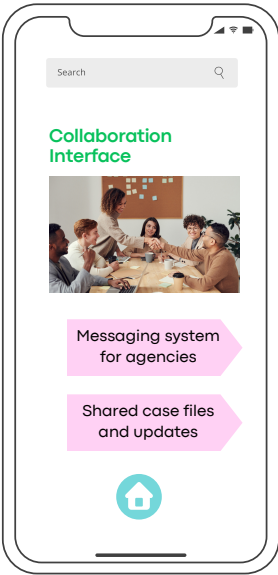 Search
Collaboration
Interface
Messaging system
for agencies
Shared case files
and updates